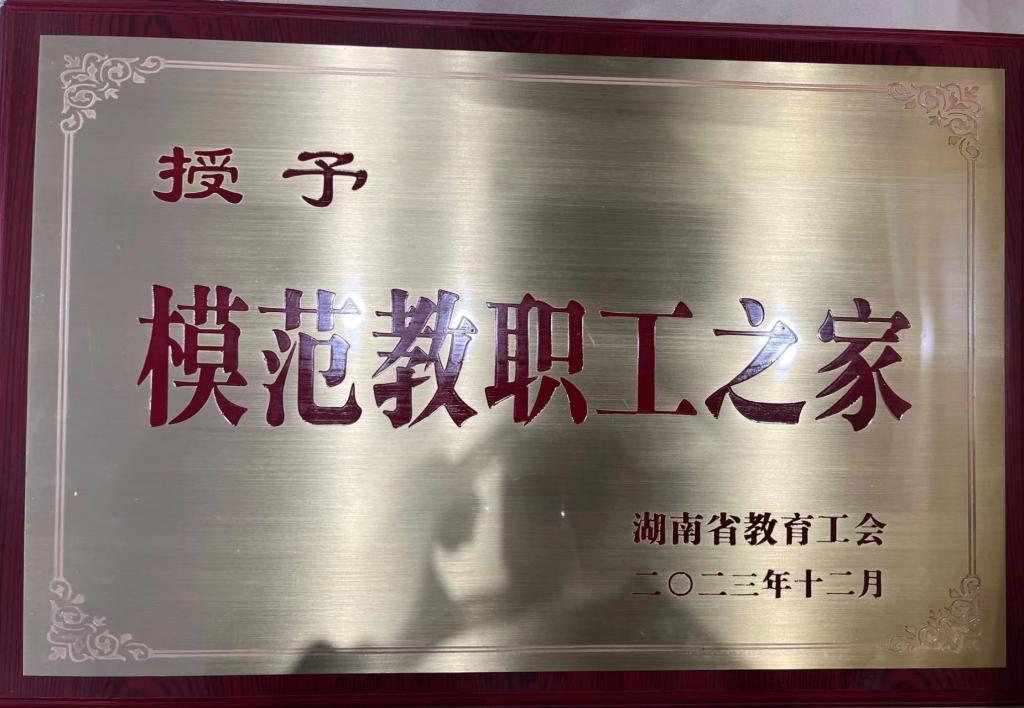 授予
模范教职工之家
湖南省教育工会
二〇二三年十二月